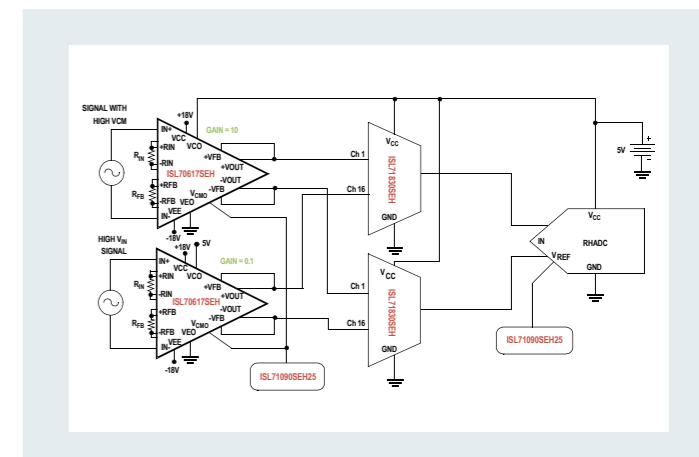 SIGNAL WITH
HIGH VCM
+18V
GAIN = 10
IN+
VCC
VCO
+RIN
RIN
-RIN
+VFB
+VOUT
ISL70617SEH
-VOUT
+RFB
RFB
-RFB
VCMO
-VFB
IN-
VEE
VEO
-18V
Ch 1
Ch 16
VCC
ISL71830SEH
GND
5V
+
−
VCC
IN
RHADC
VREF
GND
HIGH VIN
SIGNAL
+18V
5V
GAIN = 0.1
IN+
VCC
VCO
+RIN
RIN
-RIN
+VFB
+VOUT
ISL70617SEH
-VOUT
+RFB
RFB
-RFB
VCMO
-VFB
VEO
IN-
VEE
-18V
Ch 1
Ch 16
VCC
ISL71830SEH
GND
ISL71090SEH25
ISL71090SEH25